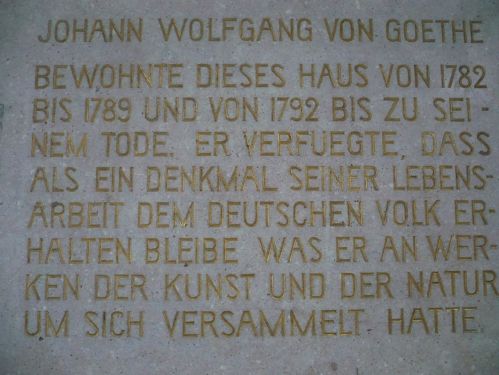 JOHANN WOLFGANG VON GOETHE
BEWOHNTE DIESES HAUS VON 1782
BIS 1789 UND VON 1792 BIS ZU SEI-
NEM TODE. ER VERFUEGTE, DASS
ALS EIN DENKMAL SEINER LEBENS-
ARBEIT DEM DEUTSCHEN VOLK ER-
HALTEN BLEIBE WAS ER AN WER-
KEN DER KUNST UND DER NATUR
UM SICH VERSAMMELT HATTE